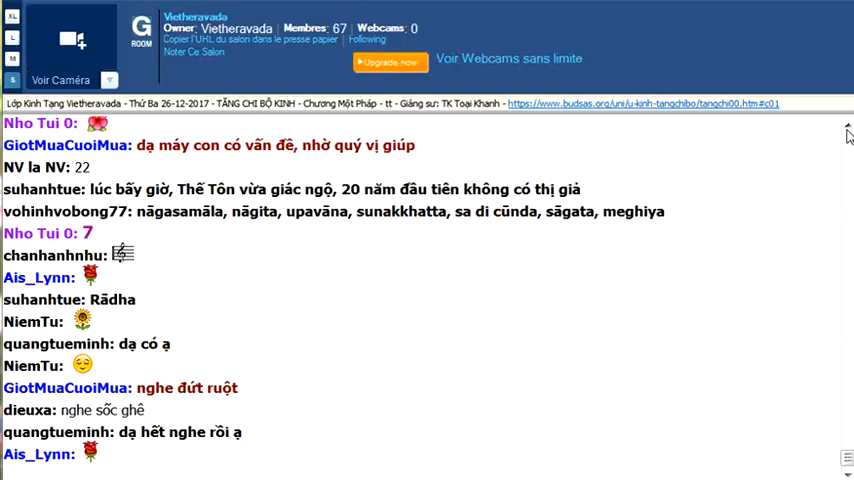 XL
L
M
S
Voir Caméra
G
ROOM
Vietheravada
Owner: Vietheravada Membres: 67 Webcams: 0
Copier l'URL du salon dans le presse papier Following
Noter Ce Salon
Upgrade now
Voir Webcams sans limite
Lớp Kinh Tạng Vietheravada - Thứ Ba 26-12-2017 - TĂNG CHI BỘ KINH - Chương Một Pháp - tt - Giảng sư: TK Toại Khanh - https://www.budsas.org/uni/u-kinh-tangchibo/tangchi00.htm#c01
Nho Tui 0:
GiotMuaCuoiMua: dạ máy con có vấn đề, nhờ quý vị giúp
NV la NV: 22
suhanhtue: lúc bấy giờ, Thế Tôn vừa giác ngộ, 20 năm đầu tiên không có thị giả
vohinhvobong77: nāgasamāla, nāgita, upavāna, sunakkhatta, sa di cūnda, sāgata, meghiya
Nho Tui 0: 7
chanhanhnhu:
Ais_Lynn:
suhanhtue: Rādha
NiemTu:
quangtueminh: dạ có ạ
NiemTu:
GiotMuaCuoiMua: nghe đứt ruột
dieuxa: nghe sốc ghê
quangtueminh: dạ hết nghe rồi ạ
Ais_Lynn: